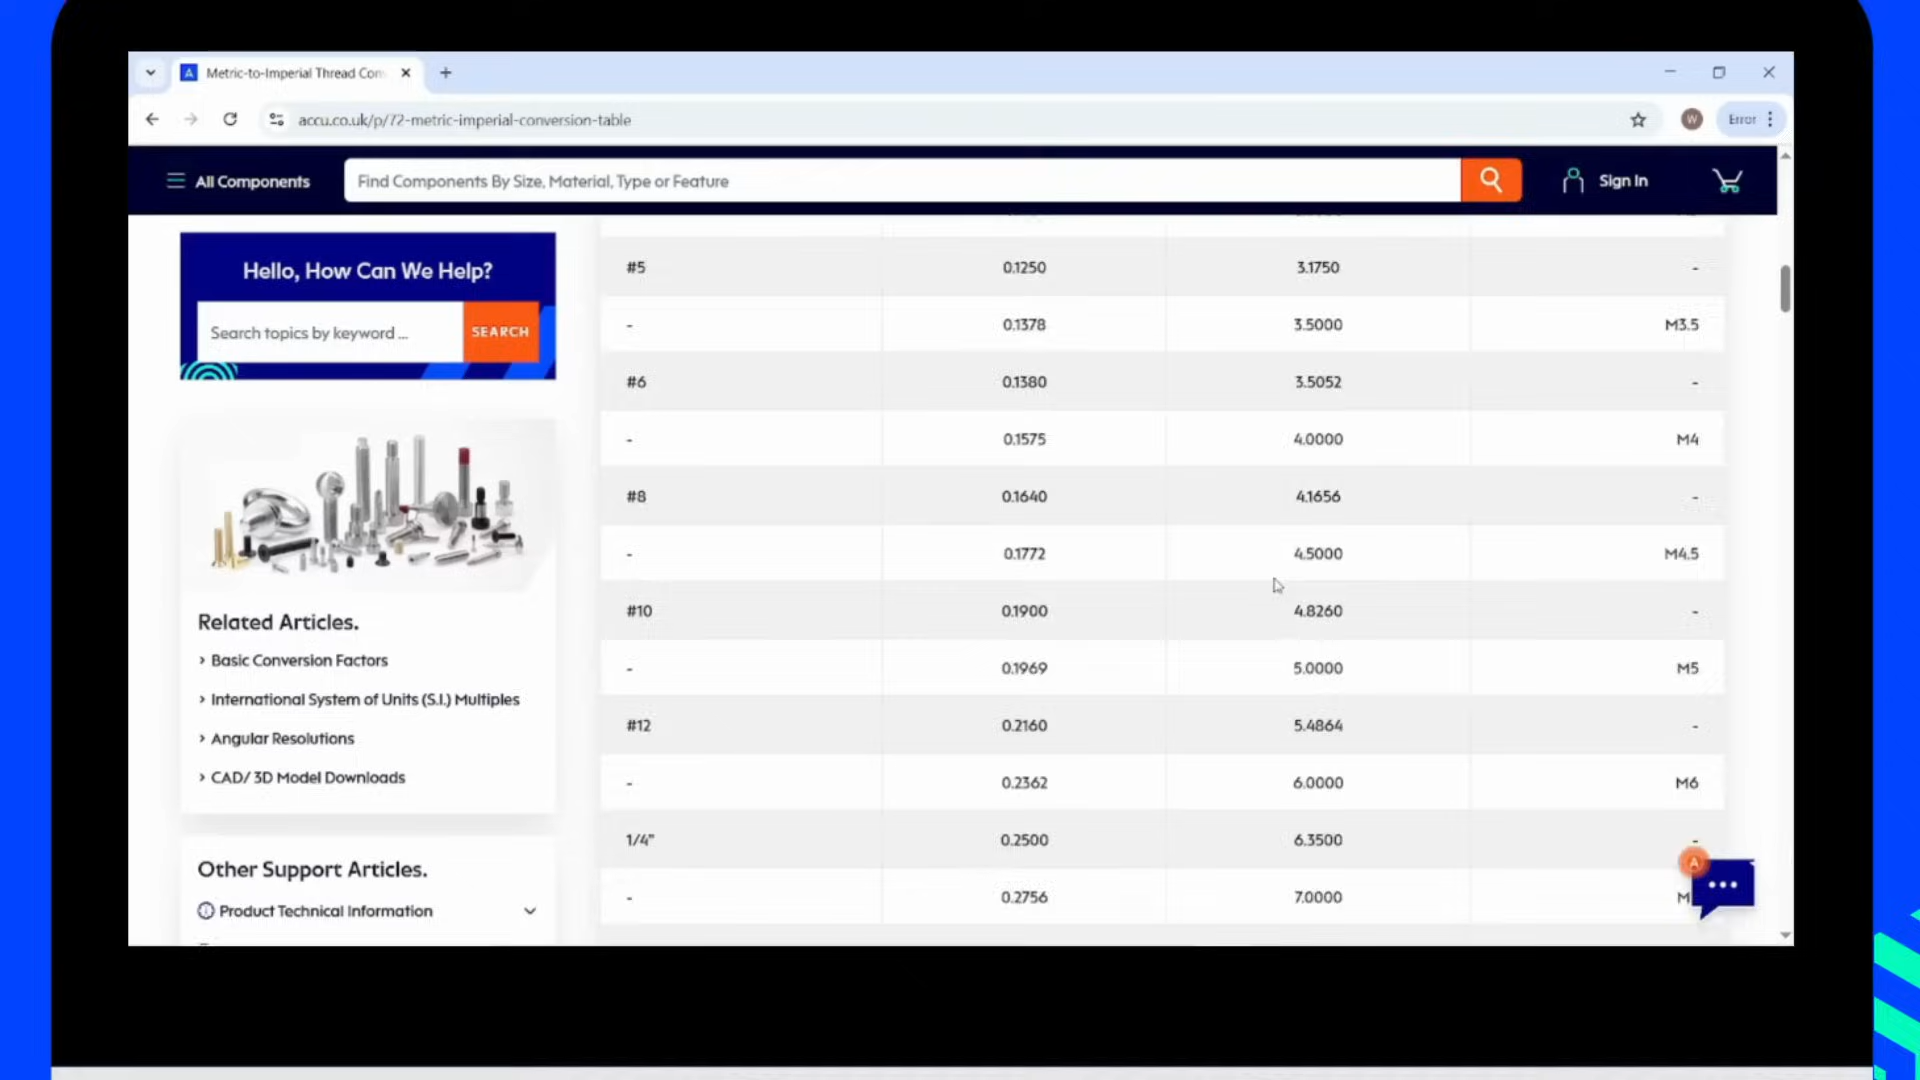 A Metric-to-Imperial Thread Con
accu.co.uk/p/72-metric-imperial-conversion-table
W
Error
All Components
Find Components By Size, Material, Type or Feature
Sign In
Hello, How Can We Help?
Search topics by keyword ...
SEARCH
Related Articles.
› Basic Conversion Factors
› International System of Units (S.I.) Multiples
› Angular Resolutions
› CAD/ 3D Model Downloads
Other Support Articles.
Product Technical Information
#5 0.1250 3.1750 -
- 0.1378 3.5000 M3.5
#6 0.1380 3.5052 -
- 0.1575 4.0000 M4
#8 0.1640 4.1656 -
- 0.1772 4.5000 M4.5
#10 0.1900 4.8260 -
- 0.1969 5.0000 M5
#12 0.2160 5.4864 -
- 0.2362 6.0000 M6
1/4" 0.2500 6.3500 -
- 0.2756 7.0000 M
A